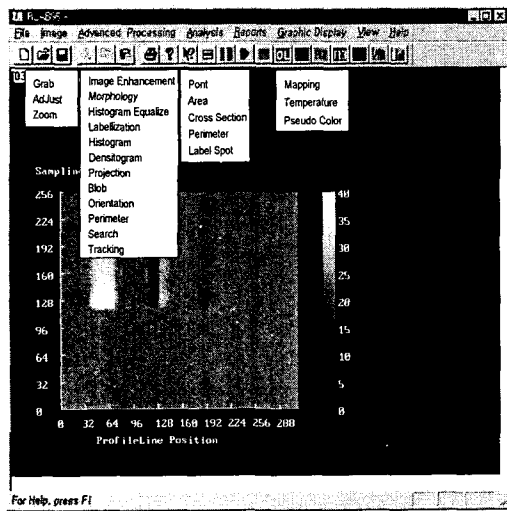 File Image Advanced Processing Analysis Reports Graphic Display View Help
Grab
AdJust
Zoom
Image Enhancement
Morphology
Histogram Equalize
Labellization
Histogram
Densitogram
Projection
Blob
Orientation
Perimeter
Search
Tracking
Pont
Area
Cross Section
Perimeter
Label Spot
Mapping
Temperature
Pseudo Color
256
224
192
160
128
96
64
32
0
0 32 64 96 128 160 192 224 256 288
ProfileLine Position
40
35
30
25
20
15
10
5
0
For Help, press F1